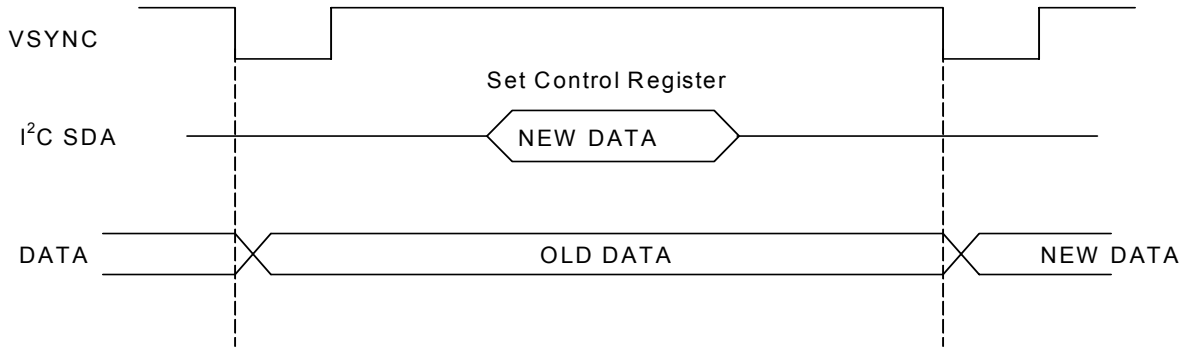 VSYNC
Set Control Register
I²C SDA
NEW DATA
DATA
OLD DATA
NEW DATA